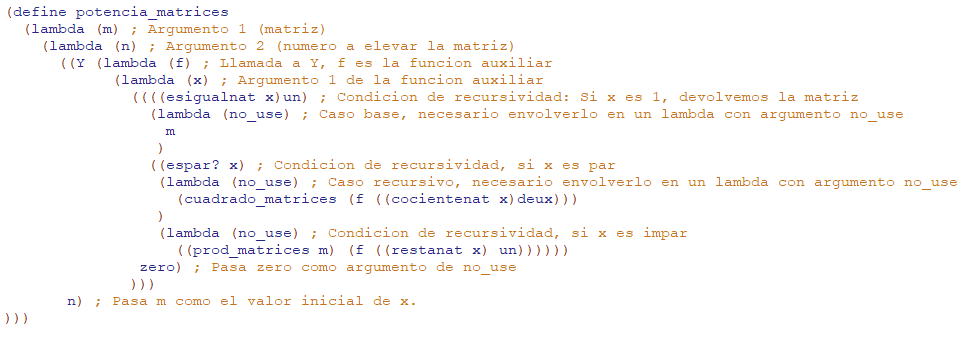 (define potencia_matrices
  (lambda (m) ; Argumento 1 (matriz)
    (lambda (n) ; Argumento 2 (numero a elevar la matriz)
      ((Y (lambda (f) ; Llamada a Y, f es la funcion auxiliar
            (lambda (x) ; Argumento 1 de la funcion auxiliar
              ((((esigualnat x)un) ; Condicion de recursividad: Si x es 1, devolvemos la matriz
                (lambda (no_use) ; Caso base, necesario envolverlo en un lambda con argumento no_use
                  m
                 )
                ((espar? x) ; Condicion de recursividad, si x es par
                 (lambda (no_use) ; Caso recursivo, necesario envolverlo en un lambda con argumento no_use
                   (cuadrado_matrices (f ((cocientenat x)deux)))
                 )
                 (lambda (no_use) ; Condicion de recursividad, si x es impar
                   ((prod_matrices m) (f ((restanat x) un))))))
               zero) ; Pasa zero como argumento de no_use
              )))
       n) ; Pasa m como el valor inicial de x.
)))